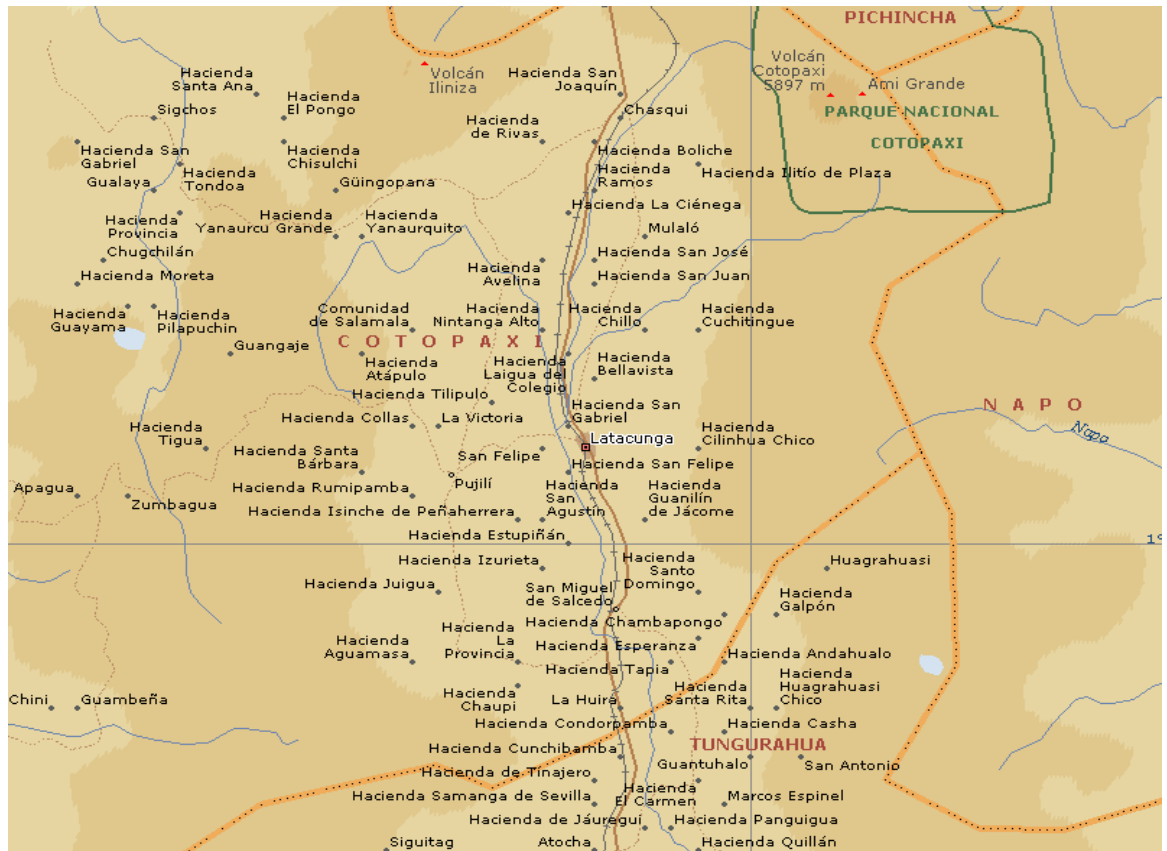 PICHINCHA
Volcán
Cotopaxi
5897 m
Ami Grande
PARQUE NACIONAL
COTOPAXI
Volcán
Iliniza
Hacienda
Santa Ana
Sigchos
Hacienda
El Pongo
Hacienda San
Joaquín
Chasqui
Hacienda
de Rivas
Hacienda San
Gabriel
Hacienda
Chisulchi
Hacienda Boliche
Gualaya
Hacienda
Tondoa
Güingopana
Hacienda
Ramos
Hacienda Ilitío de Plaza
Hacienda
Provincia
Hacienda
Yanaurcu Grande
Hacienda
Yanaurquito
Hacienda La Ciénega
Mulaló
Chugchilán
Hacienda San José
Hacienda Moreta
Hacienda
Avelina
Hacienda San Juan
Hacienda
Guayama
Hacienda
Pilapuchin
Comunidad
de Salamala
Hacienda
Nintanga Alto
Hacienda
Chillo
Hacienda
Cuchitingue
Guangaje
COTOPAXI
Hacienda
Atápulo
Hacienda
Laigua del
Colegio
Hacienda
Bellavista
Hacienda Tilipulo
NAPO
Napo
Hacienda Collas
La Victoria
Hacienda San
Gabriel
Hacienda
Tigua
Latacunga
Hacienda
Cilinhua Chico
Hacienda Santa
Bárbara
San Felipe
Hacienda San Felipe
Apagua
Zumbagua
Hacienda Rumipamba
Pujilí
Hacienda
San
Agustín
Hacienda
Guanilín
de Jácome
Hacienda Isinche de Peñaherrera
Hacienda Estupiñán
1°
Hacienda Izurieta
Hacienda
Santo
Domingo
Huagrahuasi
Hacienda Juigua
San Miguel
de Salcedo
Hacienda
Galpón
Hacienda Chambapongo
Hacienda
Aguamasa
Hacienda
La
Provincia
Hacienda Esperanza
Hacienda Andahualo
Hacienda Tapia
Chini
Guambeña
Hacienda
Chaupi
La Huirá
Hacienda
Santa Rita
Hacienda
Huagrahuasi
Chico
Hacienda Condorpamba
Hacienda Casha
Hacienda Cunchibamba
TUNGURAHUA
Guantuhalo
San Antonio
Hacienda de Tinajero
Hacienda Samanga de Sevilla
Hacienda
El Carmen
Marcos Espinel
Hacienda de Jáuregui
Hacienda Panguigua
Siguitag
Atocha
Hacienda Quillán